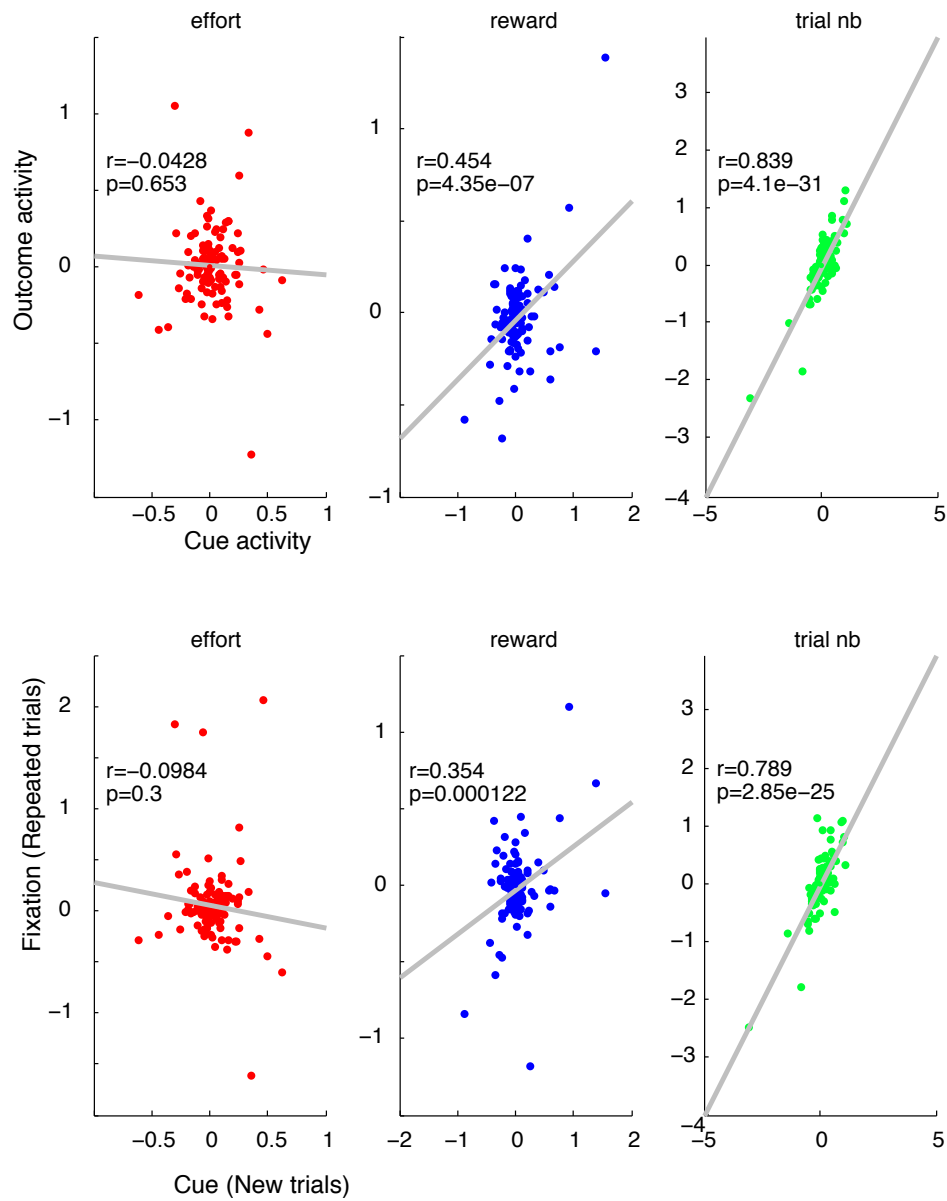 effort
reward
trial nb
Outcome activity
1
0
−1
r=−0.0428
p=0.653
−0.5
0
0.5
1
Cue activity
1
0
−1
r=0.454
p=4.35e−07
−1
0
1
2
3
2
1
0
−1
−2
−3
−4
r=0.839
p=4.1e−31
−5
0
5
effort
reward
trial nb
Fixation (Repeated trials)
2
1
0
−1
r=−0.0984
p=0.3
−0.5
0
0.5
1
1
0
−1
r=0.354
p=0.000122
−2
−1
0
1
2
3
2
1
0
−1
−2
−3
−4
r=0.789
p=2.85e−25
−5
0
5
Cue (New trials)